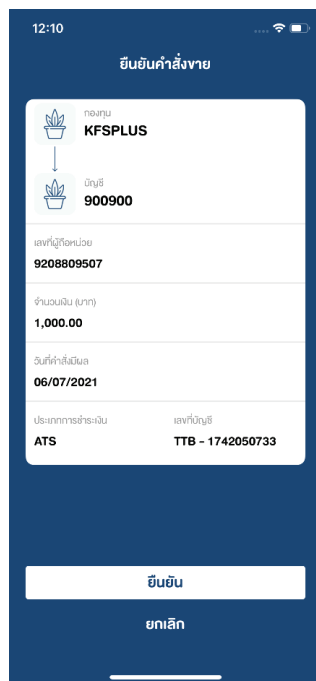 12:10
ยืนยันคำสั่งขาย
กองทุน
KFSPLUS
บัญชี
900900
เลขที่ผู้ถือหน่วย
9208809507
จำนวนเงิน (บาท)
1,000.00
วันที่คำสั่งมีผล
06/07/2021
ประเภทการชำระเงิน เลขที่บัญชี
ATS TTB - 1742050733
ยืนยัน
ยกเลิก